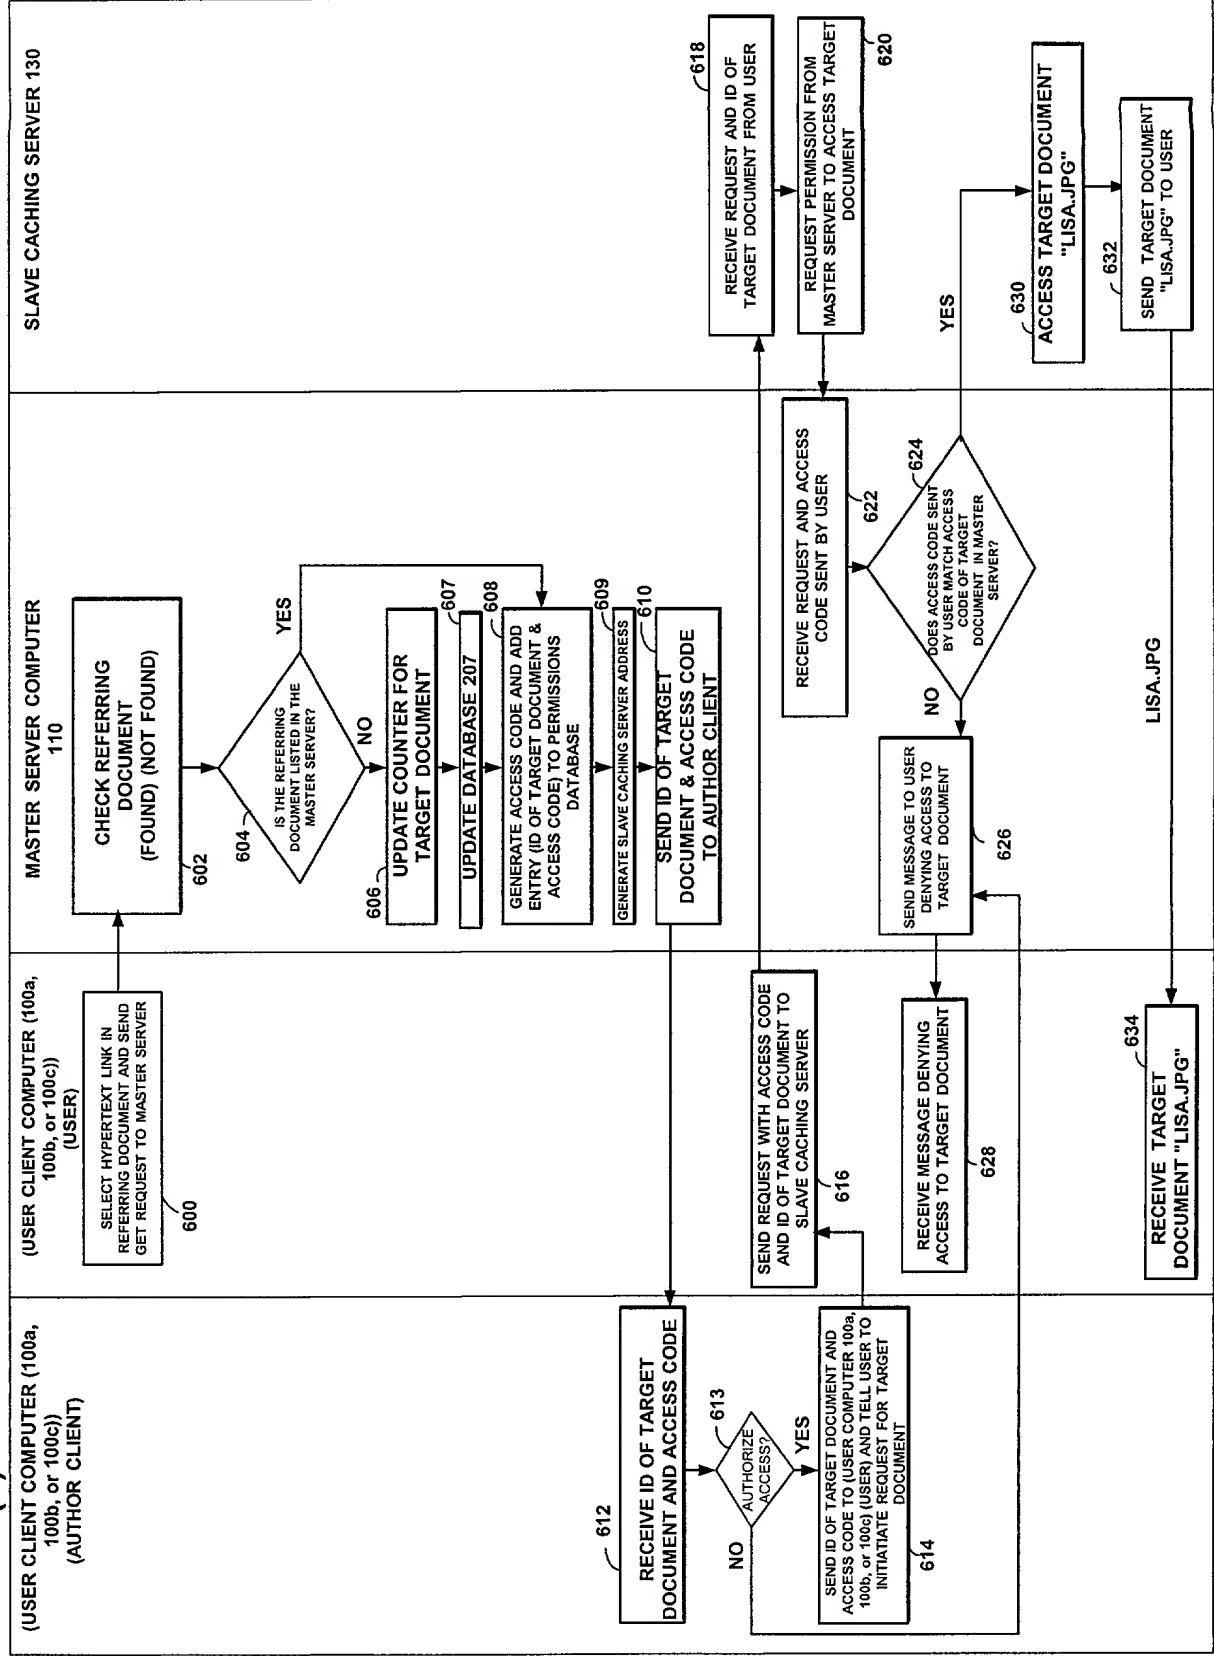 (USER CLIENT COMPUTER (100a,
100b, or 100c))
(AUTHOR CLIENT)
(USER CLIENT COMPUTER (100a,
100b, or 100c))
(USER)
MASTER SERVER COMPUTER
110
SLAVE CACHING SERVER 130
SELECT HYPERTEXT LINK IN
REFERRING DOCUMENT AND SEND
GET REQUEST TO MASTER SERVER
600
CHECK REFERRING
DOCUMENT
(FOUND) (NOT FOUND)
602
604
IS THE REFERRING
DOCUMENT LISTED IN THE
MASTER SERVER?
YES
NO
606
UPDATE COUNTER FOR
TARGET DOCUMENT
607
UPDATE DATABASE 207
608
GENERATE ACCESS CODE AND ADD
ENTRY (ID OF TARGET DOCUMENT &
ACCESS CODE) TO PERMISSIONS
DATABASE
609
GENERATE SLAVE CACHING SERVER ADDRESS
610
SEND ID OF TARGET
DOCUMENT & ACCESS CODE
TO AUTHOR CLIENT
612
RECEIVE ID OF TARGET
DOCUMENT AND ACCESS CODE
613
AUTHORIZE
ACCESS?
NO
YES
SEND ID OF TARGET DOCUMENT AND
ACCESS CODE TO (USER COMPUTER 100a,
100b, or 100c) (USER) AND TELL USER TO
INITIATIATE REQUEST FOR TARGET
DOCUMENT
614
SEND REQUEST WITH ACCESS CODE
AND ID OF TARGET DOCUMENT TO
SLAVE CACHING SERVER
616
618
RECEIVE REQUEST AND ID OF
TARGET DOCUMENT FROM USER
REQUEST PERMISSION FROM
MASTER SERVER TO ACCESS TARGET
DOCUMENT
620
RECEIVE REQUEST AND ACCESS
CODE SENT BY USER
622
624
DOES ACCESS CODE SENT
BY USER MATCH ACCESS
CODE OF TARGET
DOCUMENT IN MASTER
SERVER?
NO
YES
SEND MESSAGE TO USER
DENYING ACCESS TO
TARGET DOCUMENT
626
RECEIVE MESSAGE DENYING
ACCESS TO TARGET DOCUMENT
628
630
ACCESS TARGET DOCUMENT
"LISA.JPG"
632
SEND TARGET DOCUMENT
"LISA.JPG" TO USER
LISA.JPG
634
RECEIVE TARGET
DOCUMENT "LISA.JPG"